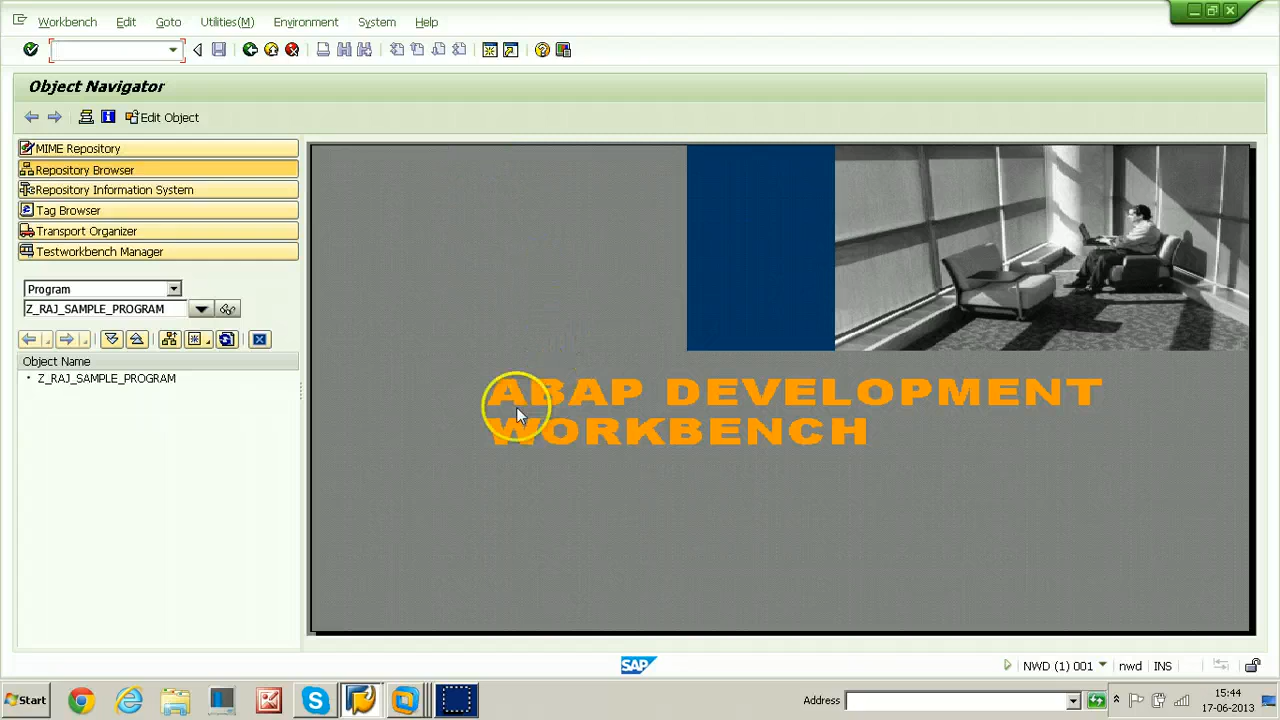 Workbench Edit Goto Utilities(M) Environment System Help
Object Navigator
Edit Object
MIME Repository
Repository Browser
Repository Information System
Tag Browser
Transport Organizer
Testworkbench Manager
Program
Z_RAJ_SAMPLE_PROGRAM
Object Name
Z_RAJ_SAMPLE_PROGRAM
ABAP DEVELOPMENT
WORKBENCH
SAP
NWD (1) 001 nwd INS
Start
Address
15:44
17-06-2013